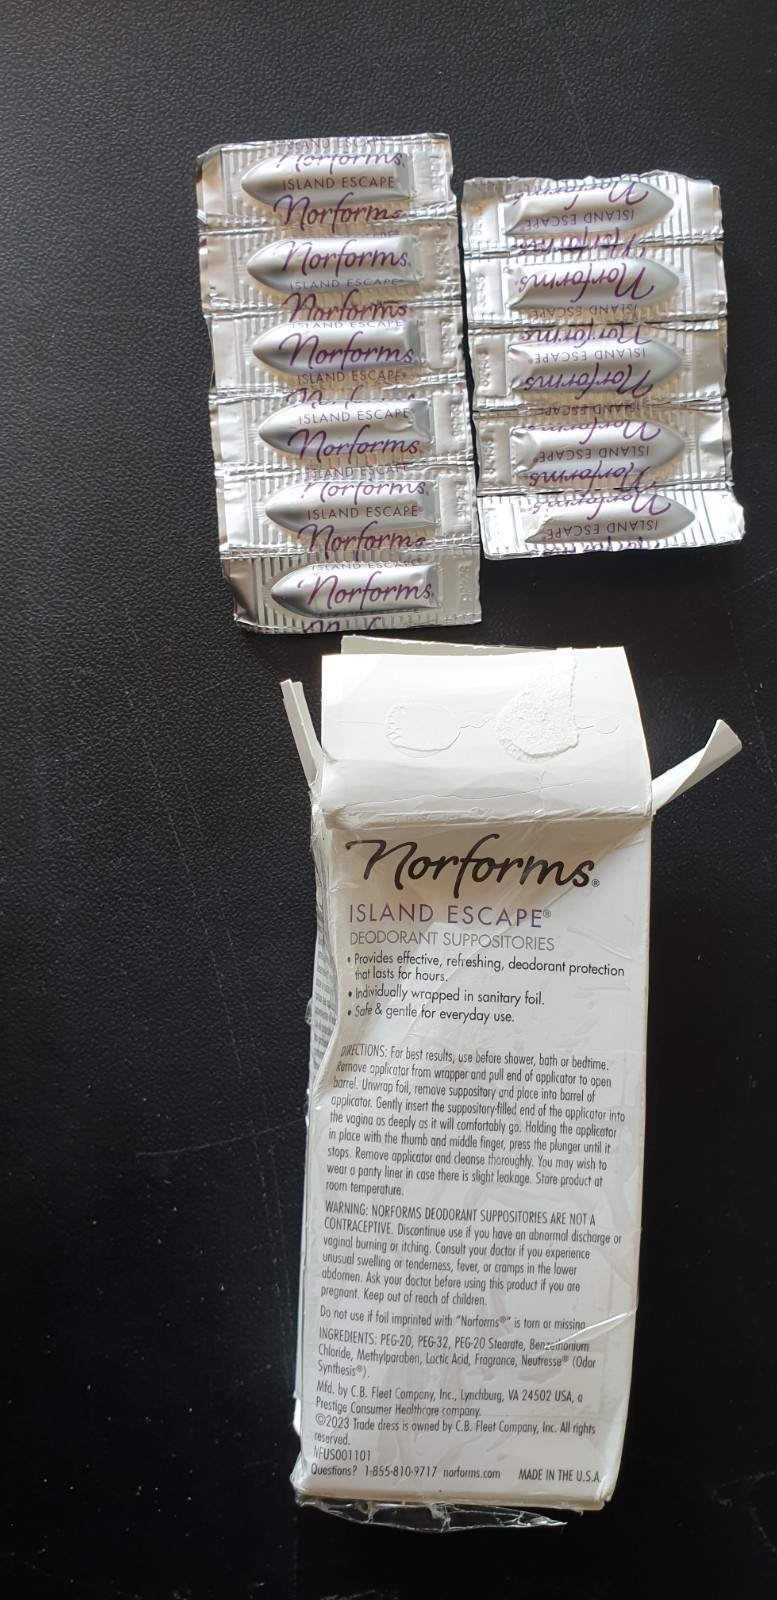 Norforms
ISLAND ESCAPE
Norforms
Norforms
ISLAND ESCAPE
Norforms
ISLAND ESCAPE
Norforms
ISLAND ESCAPE®
ISLAND ESCAPE
Norforms
ISLAND ESCAPE
Norforms
ISLAND ESCAPE®
Norforms
ISLAND ESCAPE
Norforms
Norforms
ISLAND ESCAPE
Norforms
ISLAND ESCAPE
Norforms
ISLAND ESCAPE®
Norforms
Norforms
ISLAND ESCAPE
Norforms
Norforms
ISLAND ESCAPE
Norforms®
ISLAND ESCAPE®
DEODORANT SUPPOSITORIES
• Provides effective, refreshing, deodorant protection
that lasts for hours.
• Individually wrapped in sanitary foil.
• Safe & gentle for everyday use.
DIRECTIONS: For best results, use before shower, bath or bedtime.
Remove applicator from wrapper and pull end of applicator to open
barrel. Unwrap foil, remove suppository and place into barrel of
applicator. Gently insert the suppository-filled end of the applicator into
the vagina as deeply as it will comfortably go. Holding the applicator
in place with the thumb and middle finger, press the plunger until it
stops. Remove applicator and cleanse thoroughly. You may wish to
wear a panty liner in case there is slight leakage. Store product at
room temperature.
WARNING: NORFORMS DEODORANT SUPPOSITORIES ARE NOT A
CONTRACEPTIVE. Discontinue use if you have an abnormal discharge or
vaginal burning or itching. Consult your doctor if you experience
unusual swelling or tenderness, fever, or cramps in the lower
abdomen. Ask your doctor before using this product if you are
pregnant. Keep out of reach of children.
Do not use if foil imprinted with "Norforms®" is torn or missing
INGREDIENTS: PEG-20, PEG-32, PEG-20 Stearate, Benzethonium
Chloride, Methylparaben, Lactic Acid, Fragrance, Neutresse® (Odor
Synthesis®).
Mfd. by C.B. Fleet Company, Inc., Lynchburg, VA 24502 USA, a
Prestige Consumer Healthcare company.
©2023 Trade dress is owned by C.B. Fleet Company, Inc. All rights
reserved.
NFUS001101
Questions? 1-855-810-9717 norforms.com MADE IN THE U.S.A.